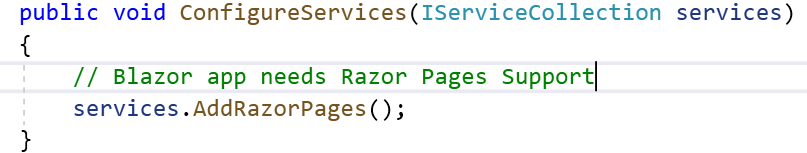 public void ConfigureServices(IServiceCollection services)
{
    // Blazor app needs Razor Pages Support
    services.AddRazorPages();
}